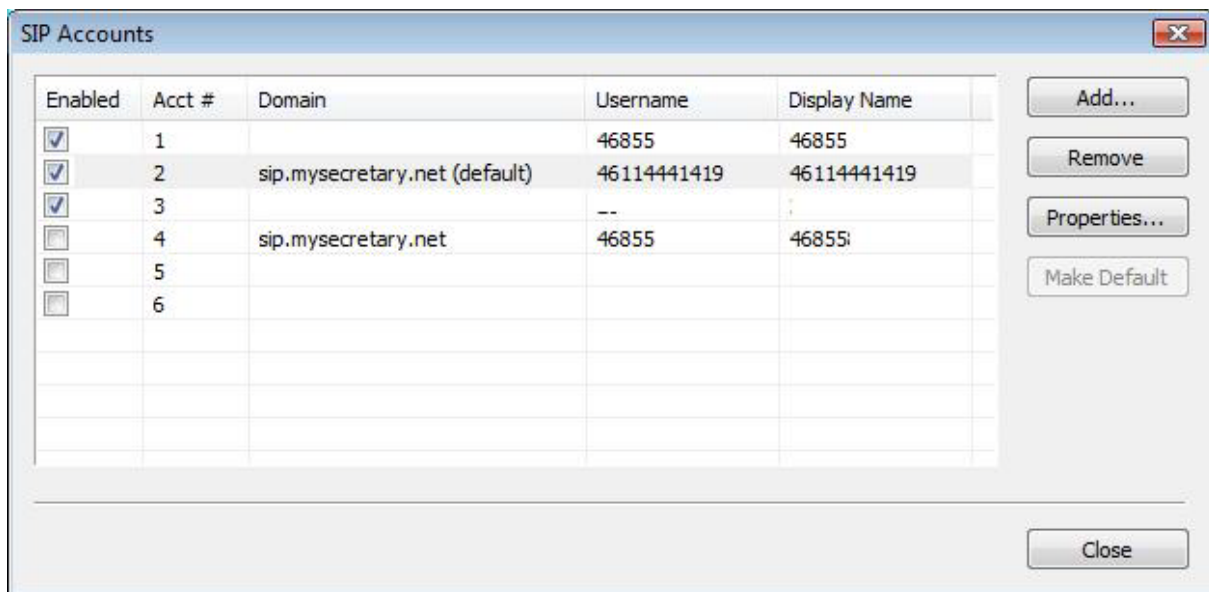 SIP Accounts
Enabled Acct # Domain Username Display Name
1 46855 46855
2 sip.mysecretary.net (default) 46114441419 46114441419
3
4 sip.mysecretary.net 46855 46855
5
6
Add...
Remove
Properties...
Make Default
Close